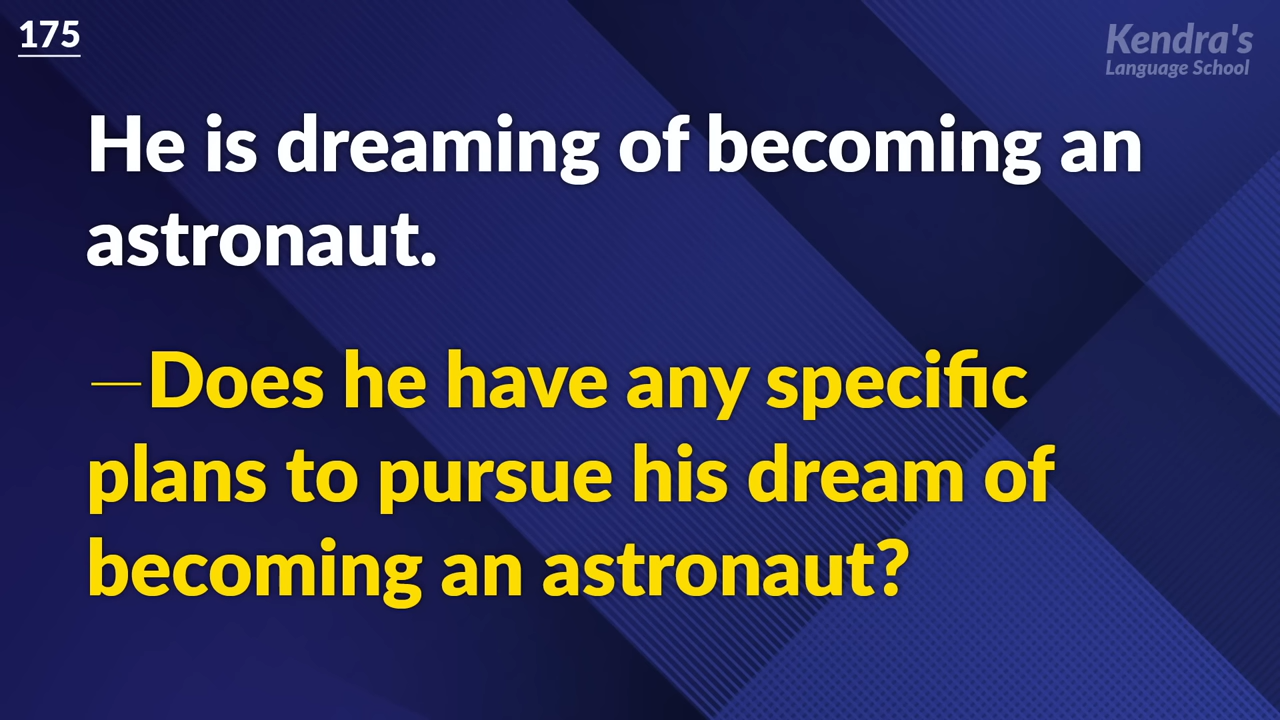 175
Kendra's
Language School
He is dreaming of becoming an
astronaut.
—Does he have any specific
plans to pursue his dream of
becoming an astronaut?